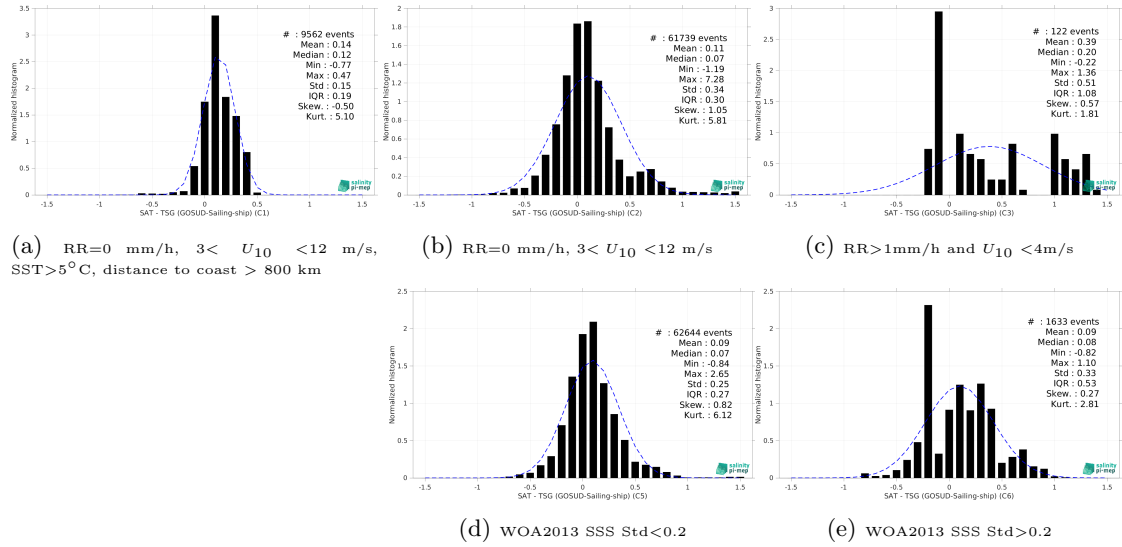 3.5
3
2.5
2
1.5
1
0.5
0
-1.5 -1 -0.5 0 0.5 1 1.5
Normalized histogram
SAT - TSG (GOSUD-Sailing-ship) (C1)
# : 9562 events
Mean : 0.14
Median : 0.12
Min : -0.77
Max : 0.47
Std : 0.15
IQR : 0.19
Skew. : -0.50
Kurt. : 5.10
salinity
pi-mep
(a) RR=0 mm/h, 3< U10 <12 m/s,
SST>5°C, distance to coast > 800 km
2
1.8
1.6
1.4
1.2
1
0.8
0.6
0.4
0.2
0
-1.5 -1 -0.5 0 0.5 1 1.5
Normalized histogram
SAT - TSG (GOSUD-Sailing-ship) (C2)
# : 61739 events
Mean : 0.11
Median : 0.07
Min : -1.19
Max : 7.28
Std : 0.34
IQR : 0.30
Skew. : 1.05
Kurt. : 5.81
salinity
pi-mep
(b) RR=0 mm/h, 3< U10 <12 m/s
3
2.5
2
1.5
1
0.5
0
-1.5 -1 -0.5 0 0.5 1 1.5
Normalized histogram
SAT - TSG (GOSUD-Sailing-ship) (C3)
# : 122 events
Mean : 0.39
Median : 0.20
Min : -0.22
Max : 1.36
Std : 0.51
IQR : 1.08
Skew. : 0.57
Kurt. : 1.81
salinity
pi-mep
(c) RR>1mm/h and U10 <4m/s
2.5
2
1.5
1
0.5
0
-1.5 -1 -0.5 0 0.5 1 1.5
Normalized histogram
SAT - TSG (GOSUD-Sailing-ship) (C5)
# : 62644 events
Mean : 0.09
Median : 0.07
Min : -0.84
Max : 2.65
Std : 0.25
IQR : 0.27
Skew. : 0.82
Kurt. : 6.12
salinity
pi-mep
(d) WOA2013 SSS Std<0.2
2.5
2
1.5
1
0.5
0
-1.5 -1 -0.5 0 0.5 1 1.5
Normalized histogram
SAT - TSG (GOSUD-Sailing-ship) (C6)
# : 1633 events
Mean : 0.09
Median : 0.08
Min : -0.82
Max : 1.10
Std : 0.33
IQR : 0.53
Skew. : 0.27
Kurt. : 2.81
salinity
pi-mep
(e) WOA2013 SSS Std>0.2